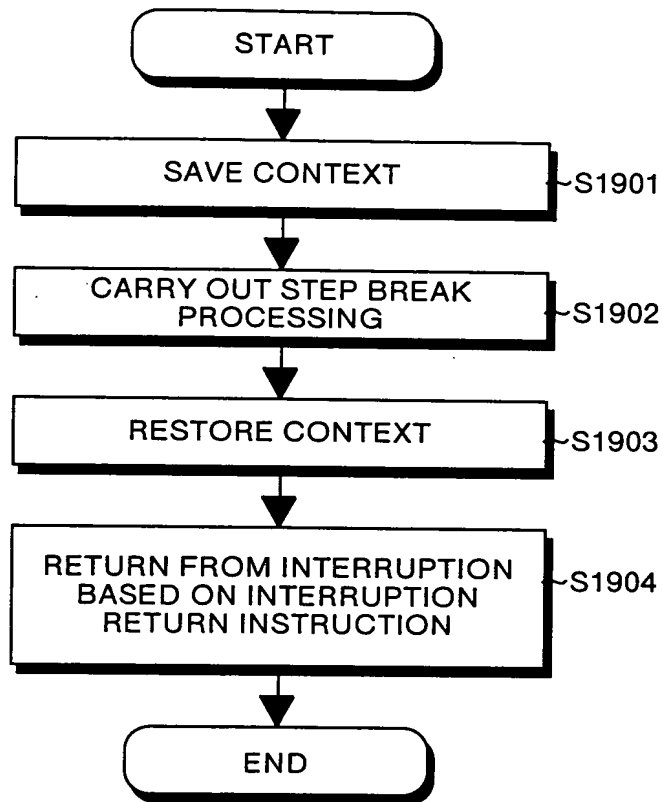 START
SAVE CONTEXT
S1901
CARRY OUT STEP BREAK
PROCESSING
S1902
RESTORE CONTEXT
S1903
RETURN FROM INTERRUPTION
BASED ON INTERRUPTION
RETURN INSTRUCTION
S1904
END